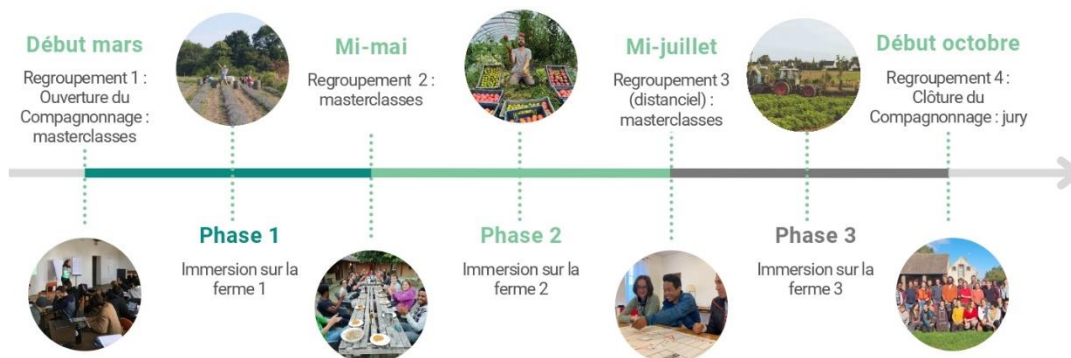 Début mars
Regroupement 1 :
Ouverture du
Compagnonnage :
masterclasses
Mi-mai
Regroupement 2 :
masterclasses
Mi-juillet
Regroupement 3
(distanciel) :
masterclasses
Début octobre
Regroupement 4 :
Clôture du
Compagnonnage : jury
Phase 1
Immersion sur la
ferme 1
Phase 2
Immersion sur la
ferme 2
Phase 3
Immersion sur la
ferme 3